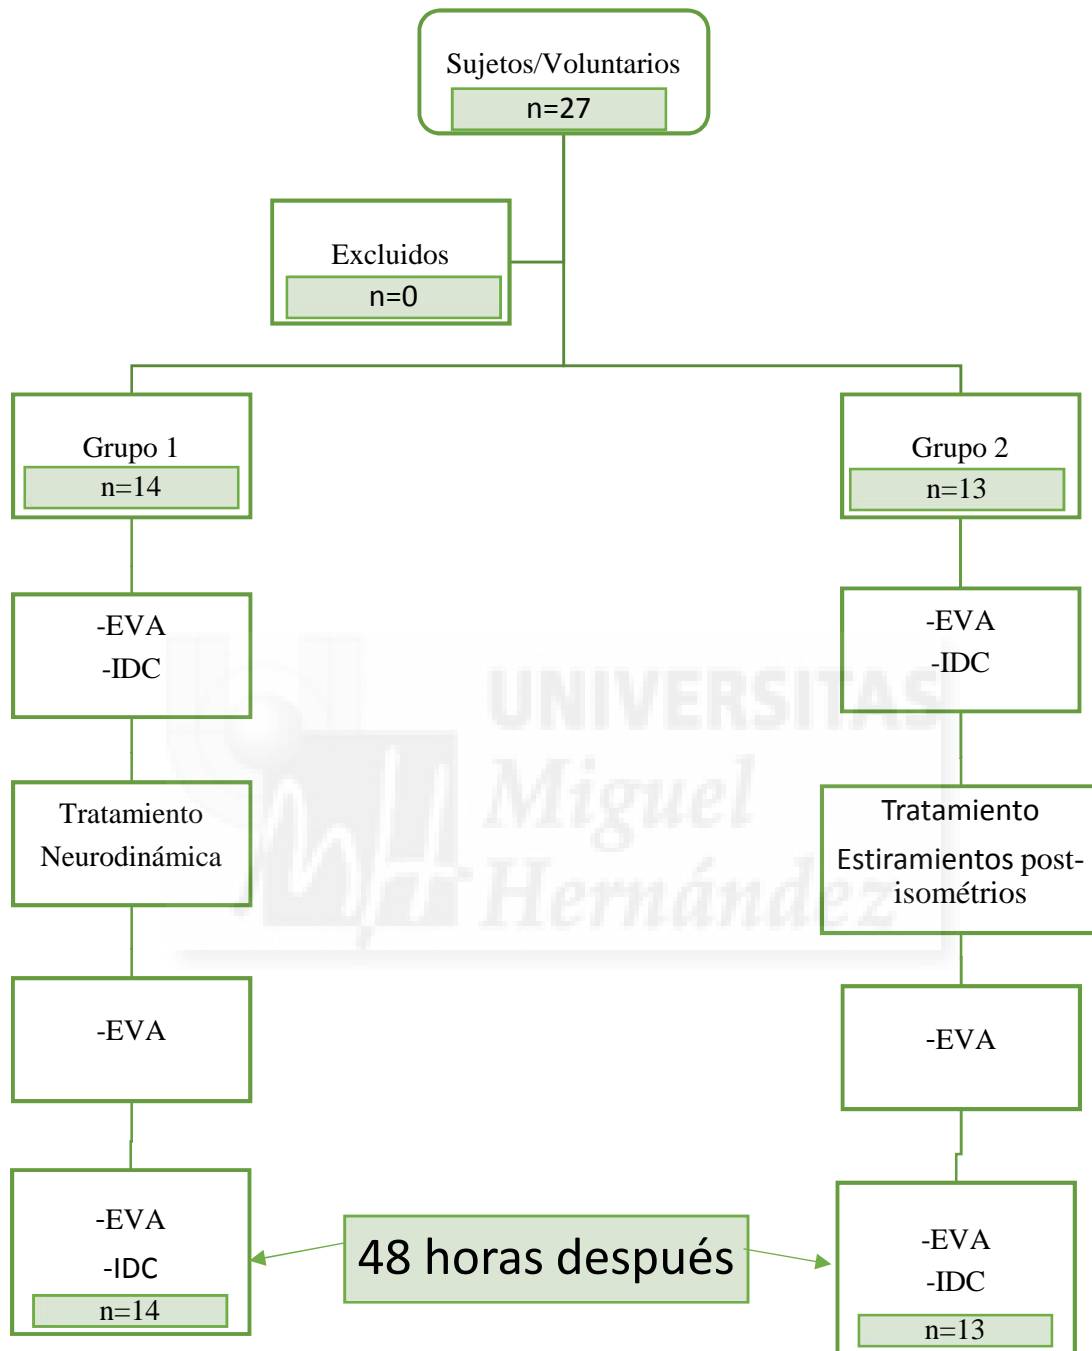 Sujetos/Voluntarios
n=27
Excluidos
n=0
Grupo 1
n=14
Grupo 2
n=13
-EVA
-IDC
-EVA
-IDC
UNIVERSITAS
Miguel
Hernández
Tratamiento
Neurodinámica
Tratamiento
Estiramientos post-
isométrios
-EVA
-EVA
-EVA
-IDC
n=14
48 horas después
-EVA
-IDC
n=13